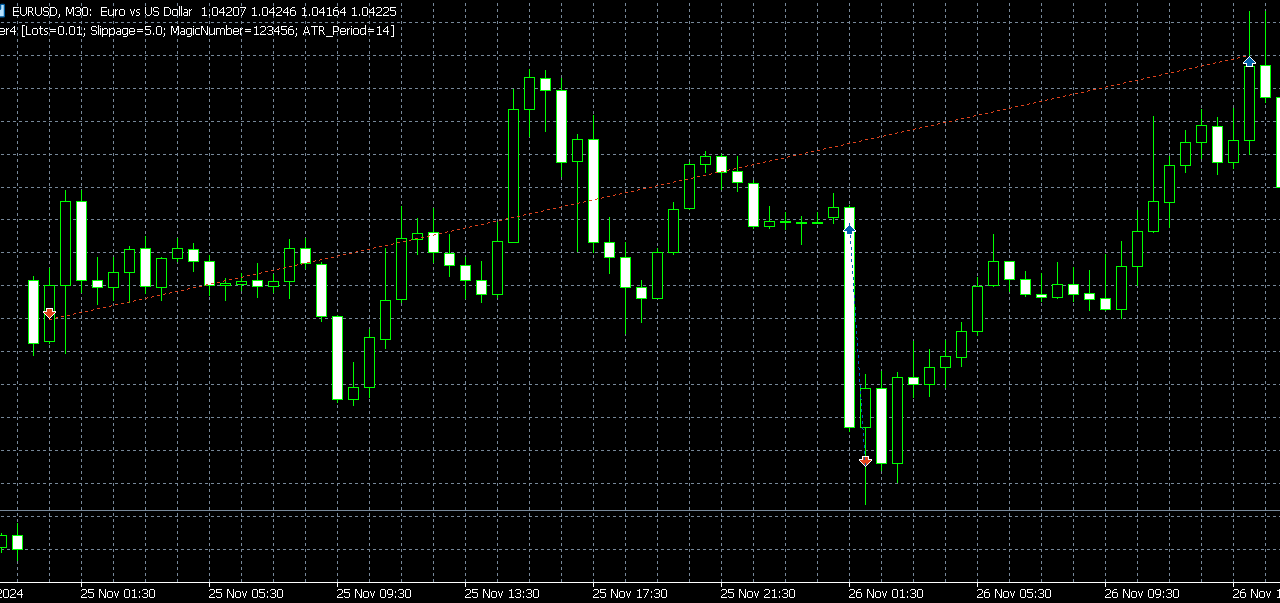 EURUSD, M30: Euro vs US Dollar 1.04207 1.04246 1.04164 1.04225
er4 [Lots=0.01; Slippage=5.0; MagicNumber=123456; ATR_Period=14]
2024 25 Nov 01:30 25 Nov 05:30 25 Nov 09:30 25 Nov 13:30 25 Nov 17:30 25 Nov 21:30 26 Nov 01:30 26 Nov 05:30 26 Nov 09:30 26 Nov